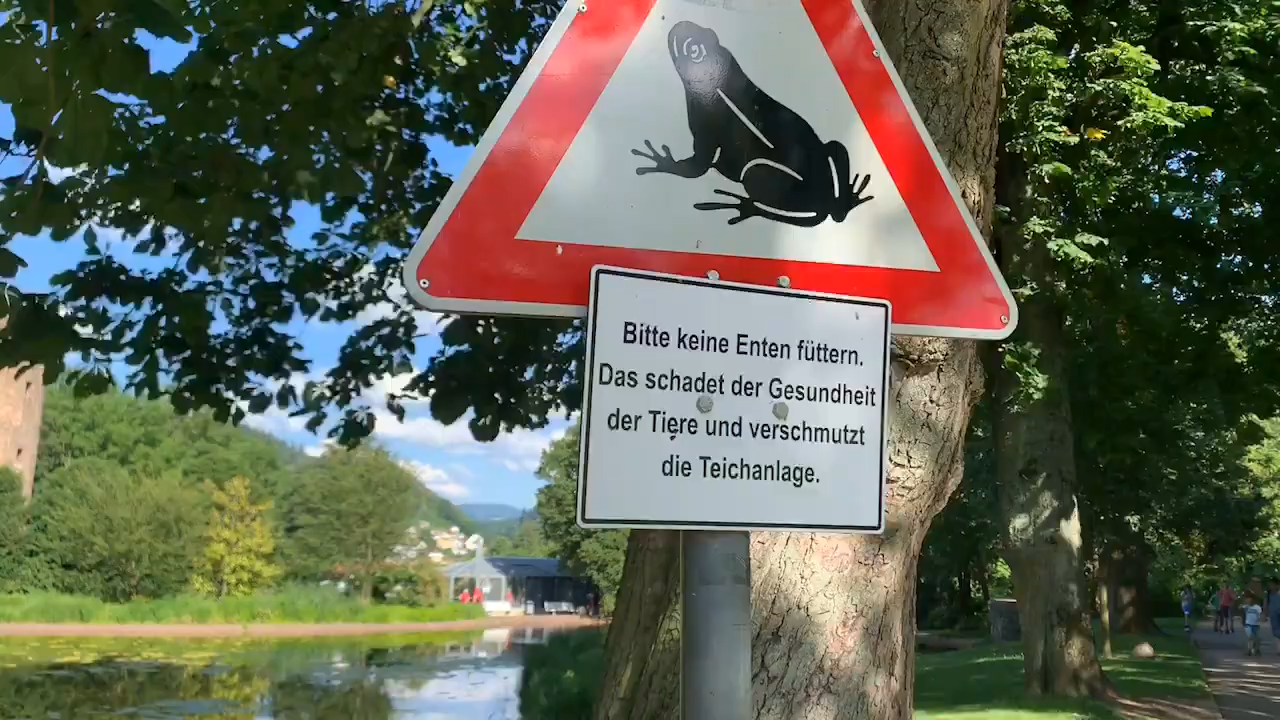 Bitte keine Enten füttern.
Das schadet der Gesundheit
der Tiere und verschmutzt
die Teichanlage.